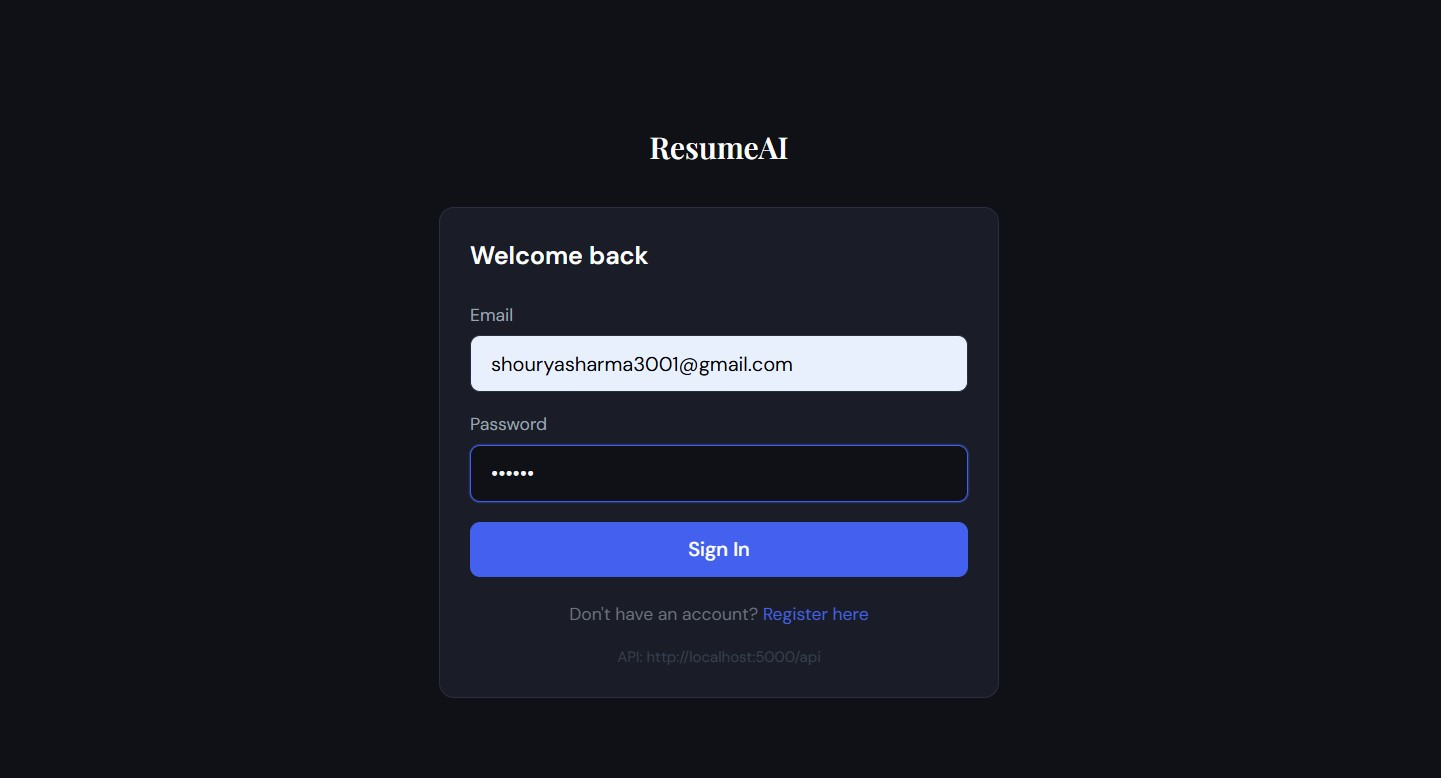 ResumeAI
Welcome back
Email
shouryasharma3001@gmail.com
Password
••••••
Sign In
Don't have an account? Register here
API: http://localhost:5000/api